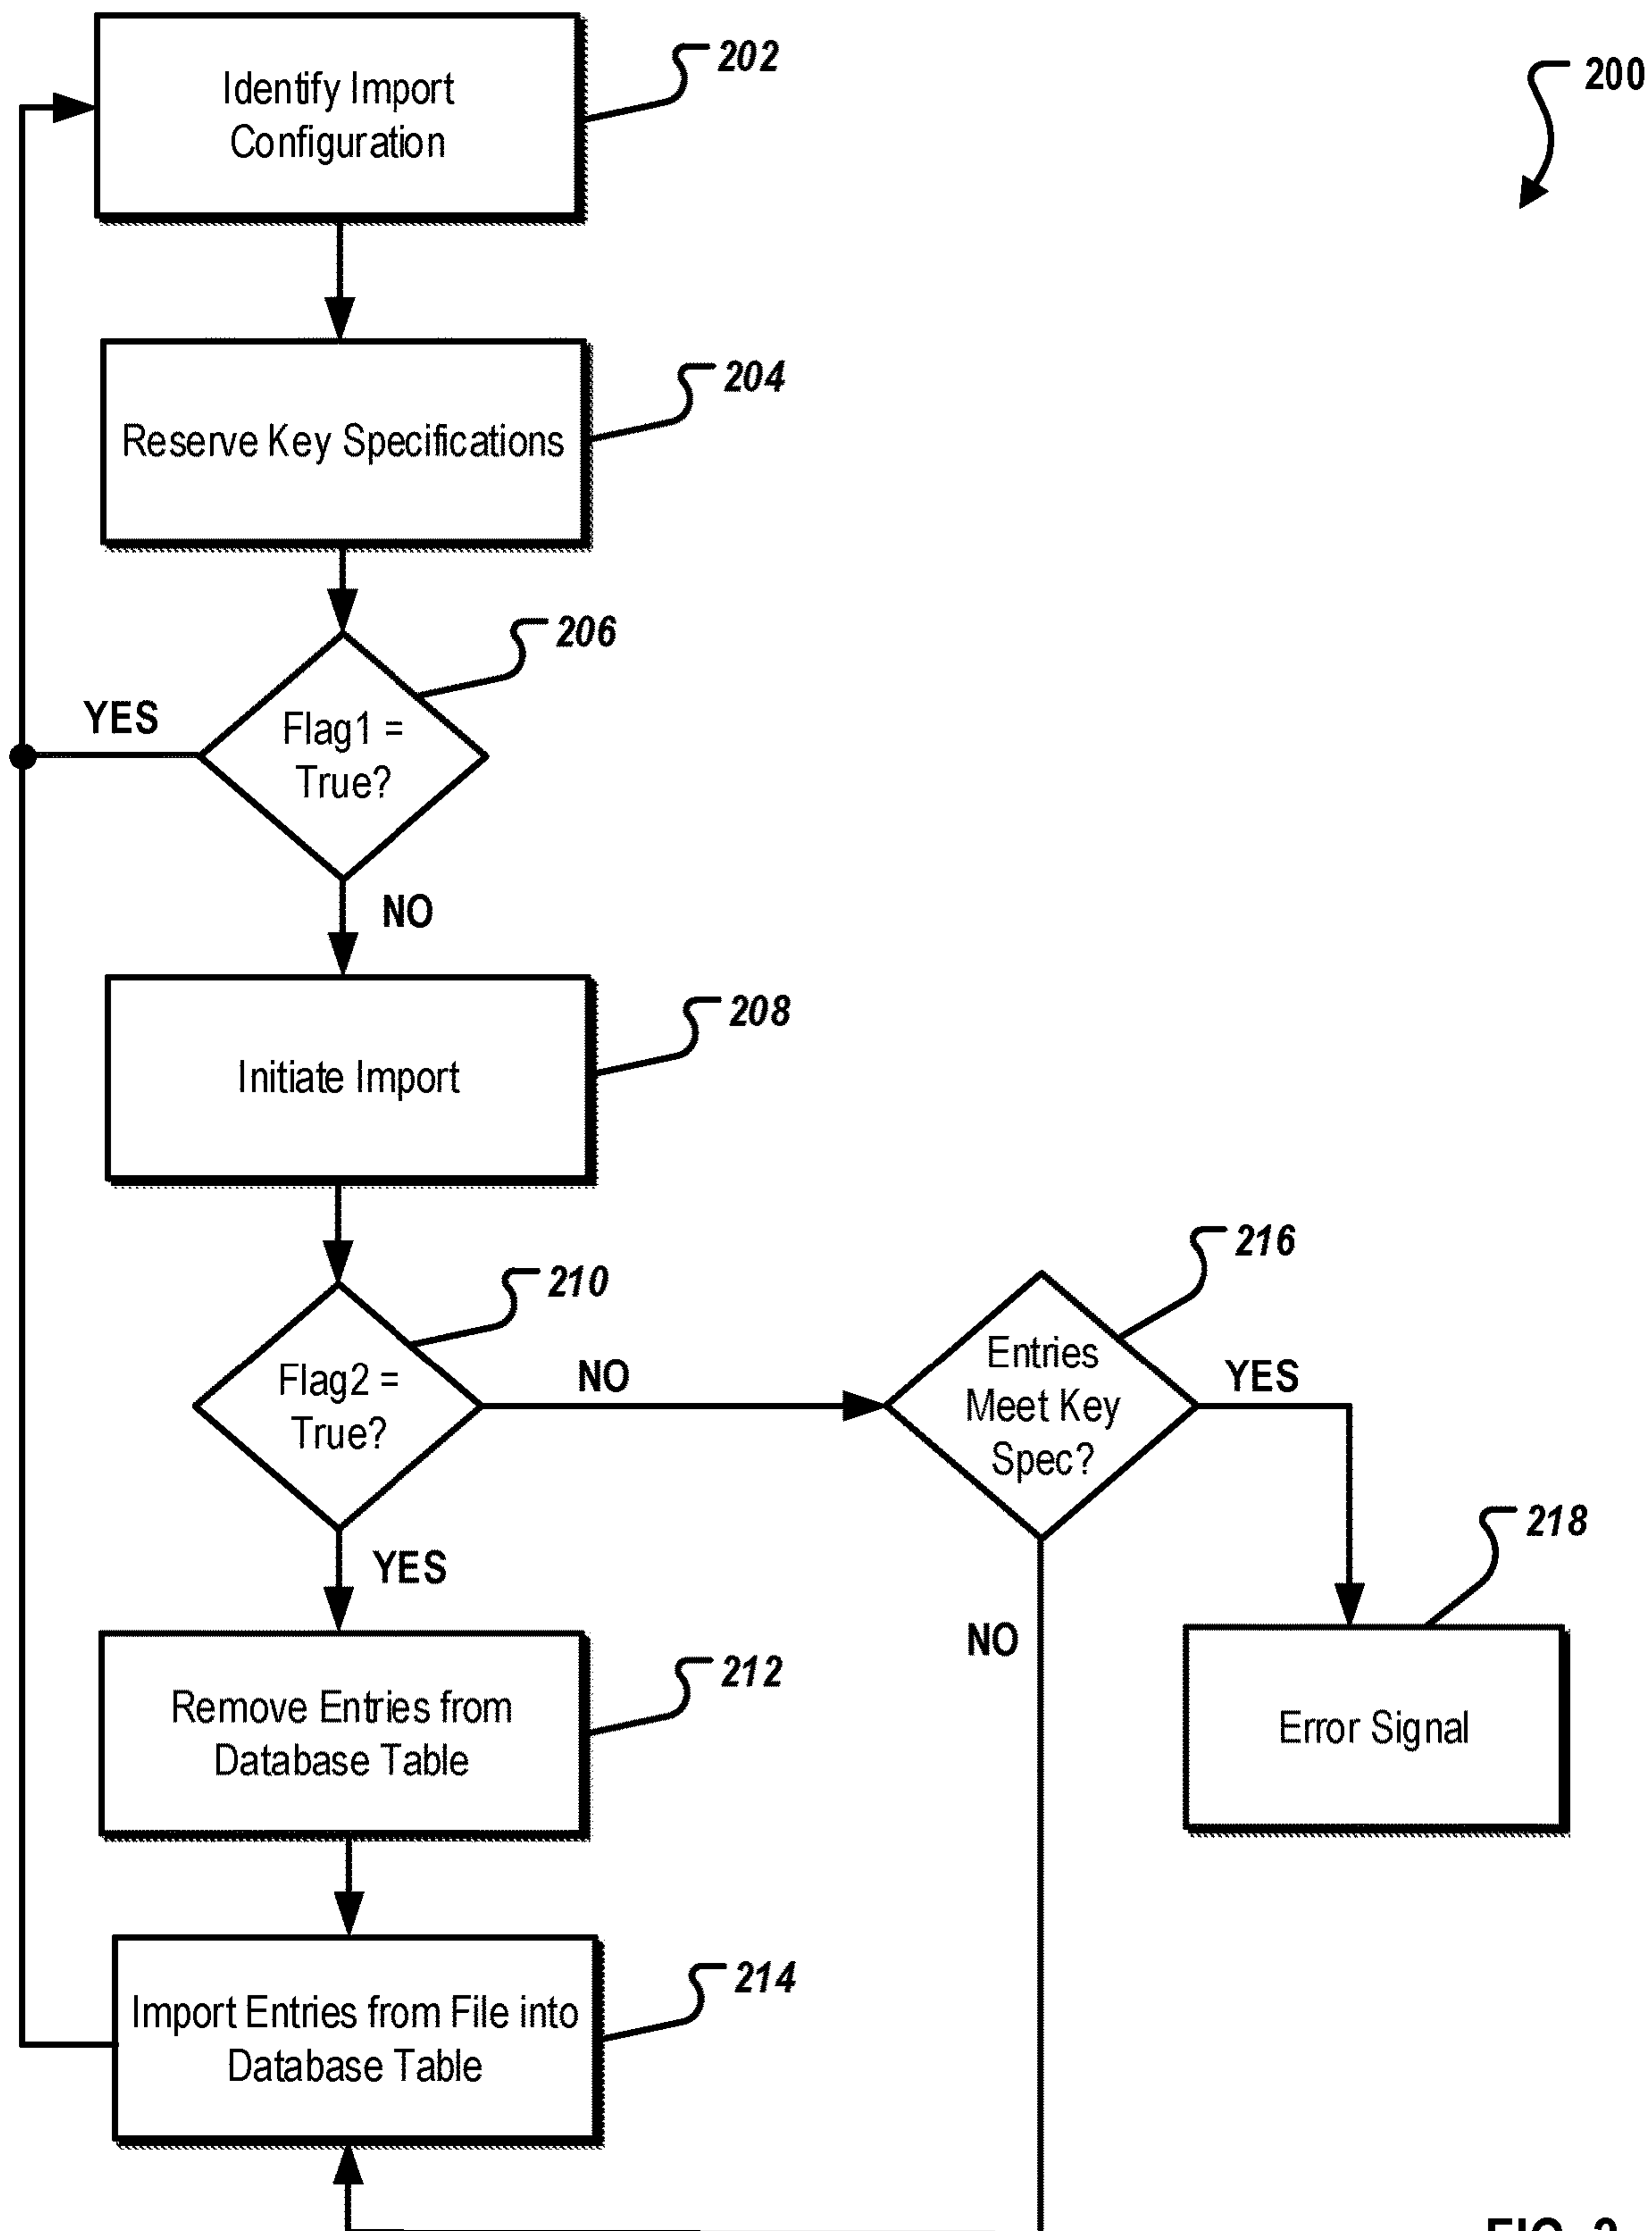 200
202
Identify Import
Configuration
204
Reserve Key Specifications
206
YES
Flag1 =
True?
NO
208
Initiate Import
210
216
Flag2 =
True?
NO
Entries
Meet Key
Spec?
YES
YES
NO
218
212
Remove Entries from
Database Table
Error Signal
214
Import Entries from File into
Database Table